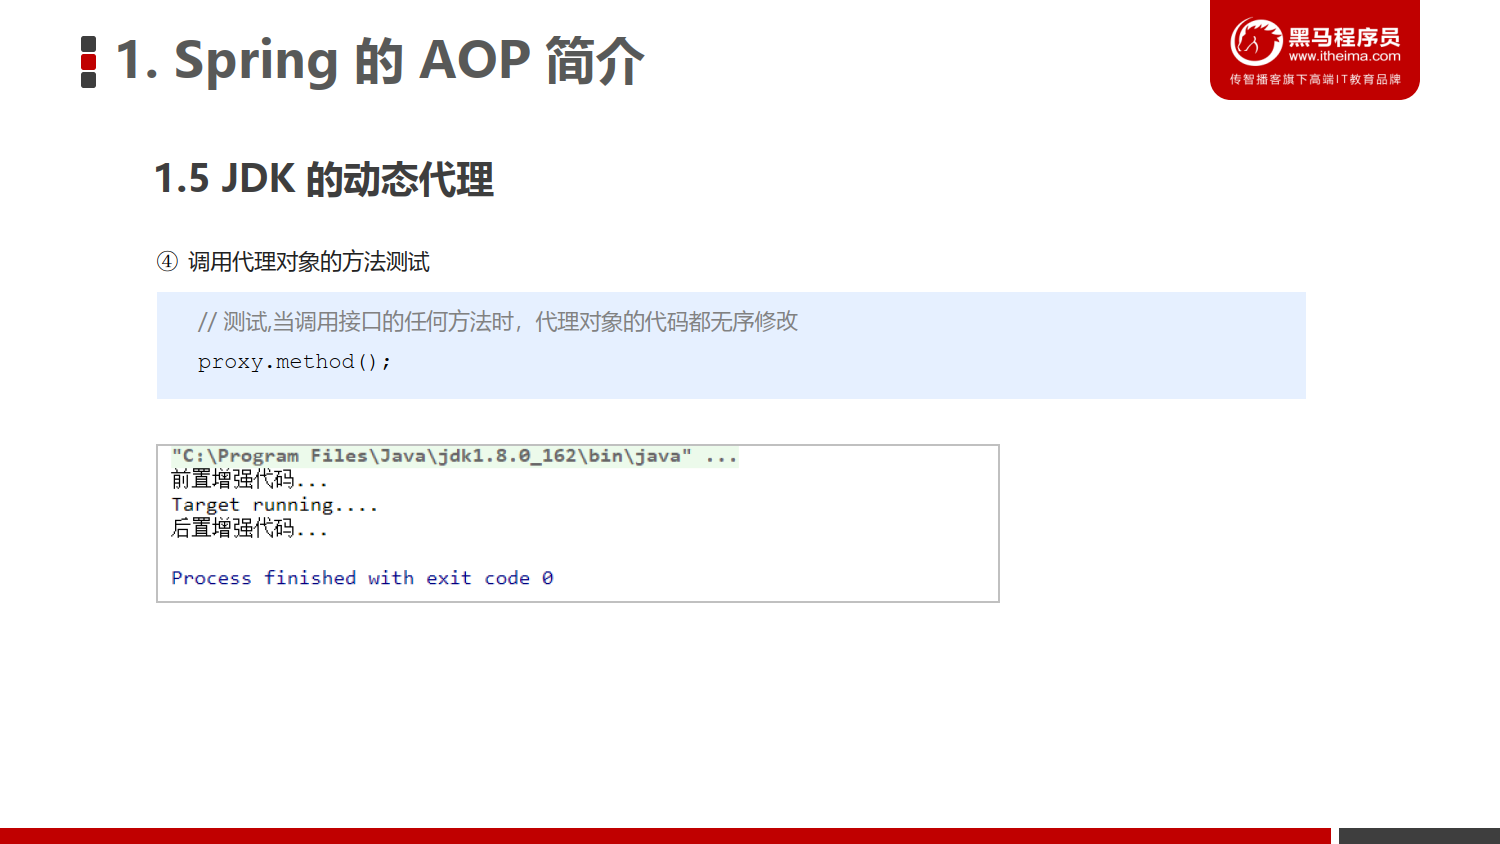 1. Spring 的 AOP 简介
黑马程序员
www.itheima.com
传智播客旗下高端IT教育品牌
1.5 JDK 的动态代理
④ 调用代理对象的方法测试
// 测试,当调用接口的任何方法时，代理对象的代码都无序修改
proxy.method();
"C:\Program Files\Java\jdk1.8.0_162\bin\java" ...
前置增强代码...
Target running....
后置增强代码...
Process finished with exit code 0